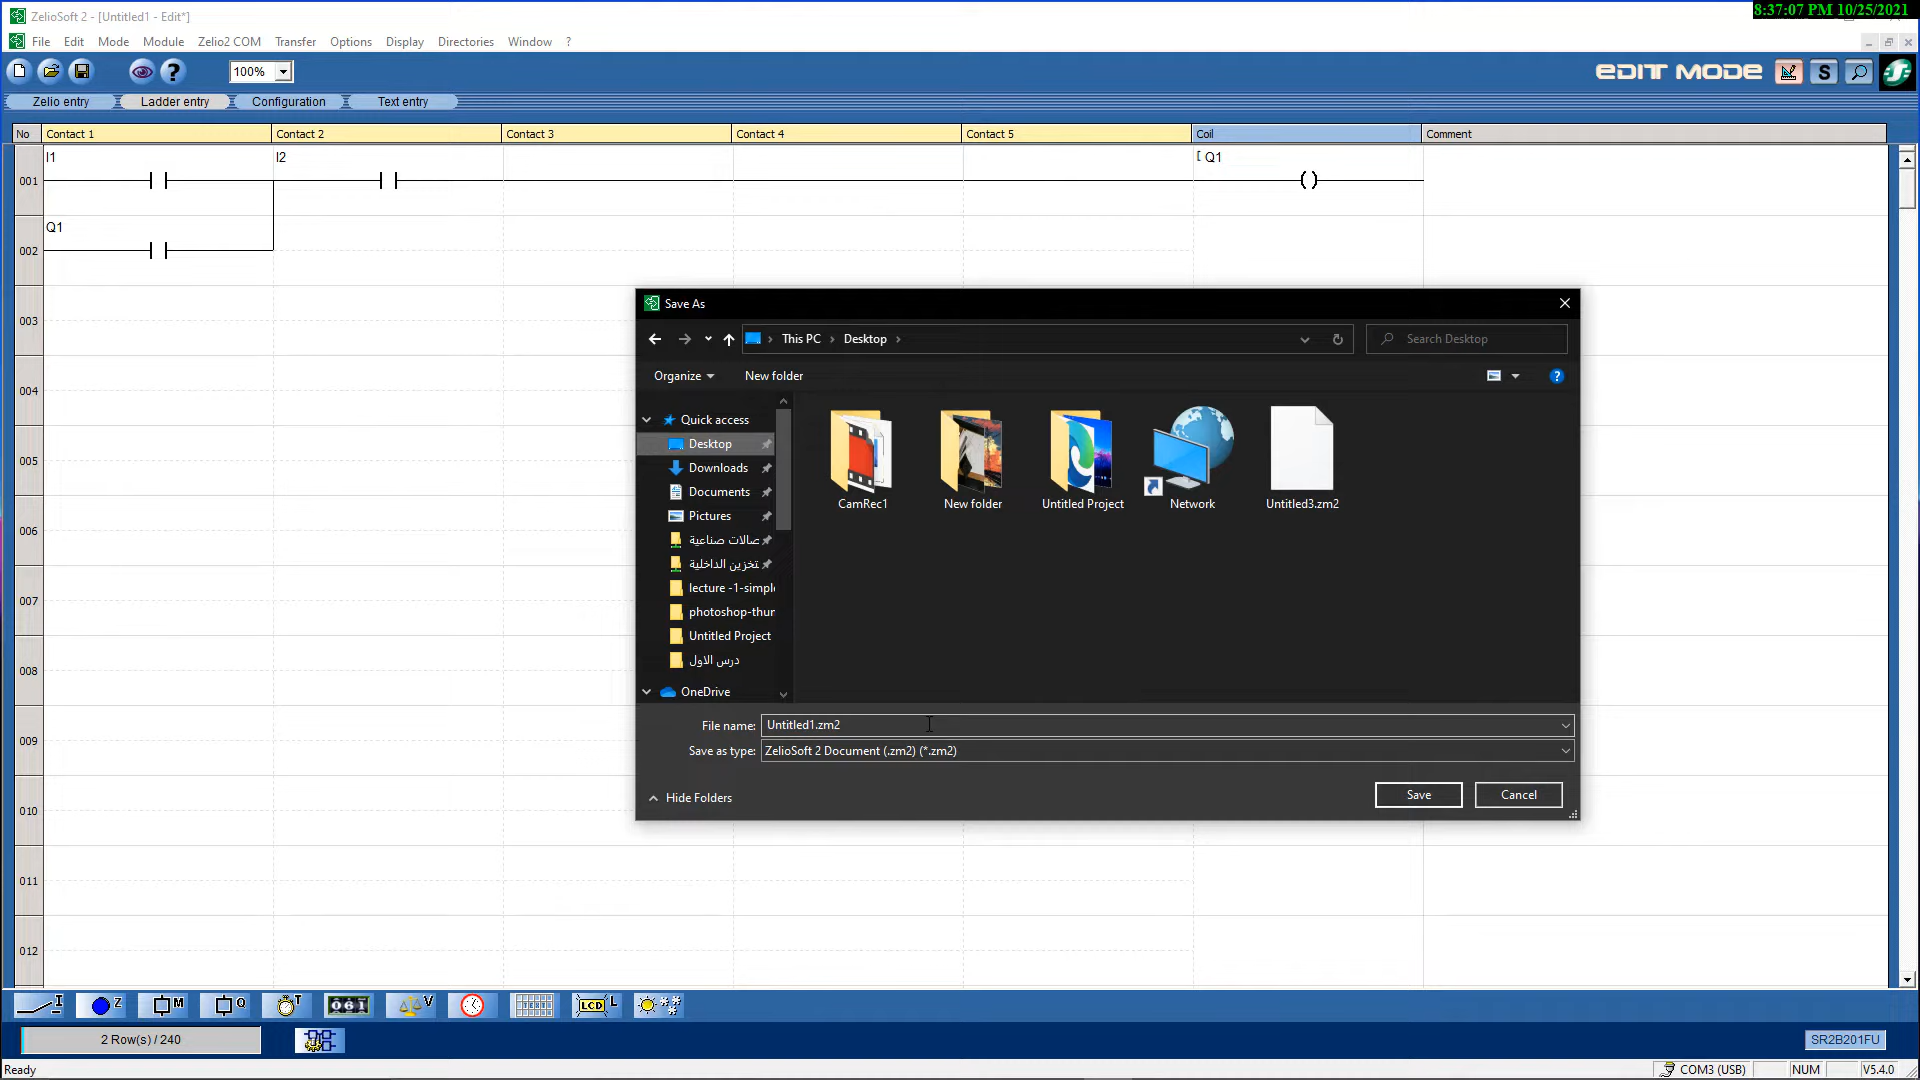 ZelioSoft 2 - [Untitled1 - Edit*]
8:37:07 PM 10/25/2021
File Edit Mode Module Zelio2 COM Transfer Options Display Directories Window ?
100%
EDIT MODE
S
Zelio entry Ladder entry Configuration Text entry
No Contact 1 Contact 2 Contact 3 Contact 4 Contact 5 Coil Comment
I1 I2 [ Q1
001
Q1
002
003
004
005
006
007
008
009
010
011
012
Save As
This PC > Desktop >
Search Desktop
Organize New folder
Quick access
Desktop
Downloads
Documents
Pictures
صالات صناعية
تخزين الداخلية
lecture -1-simple
photoshop-thur
Untitled Project
درس الاول
OneDrive
CamRec1 New folder Untitled Project Network Untitled3.zm2
File name: Untitled1.zm2
Save as type: ZelioSoft 2 Document (.zm2) (*.zm2)
Hide Folders
Save Cancel
I Z M Q T 061 V TEXT LCD L
2 Row(s) / 240
SR2B201FU
Ready
COM3 (USB) NUM V5.4.0